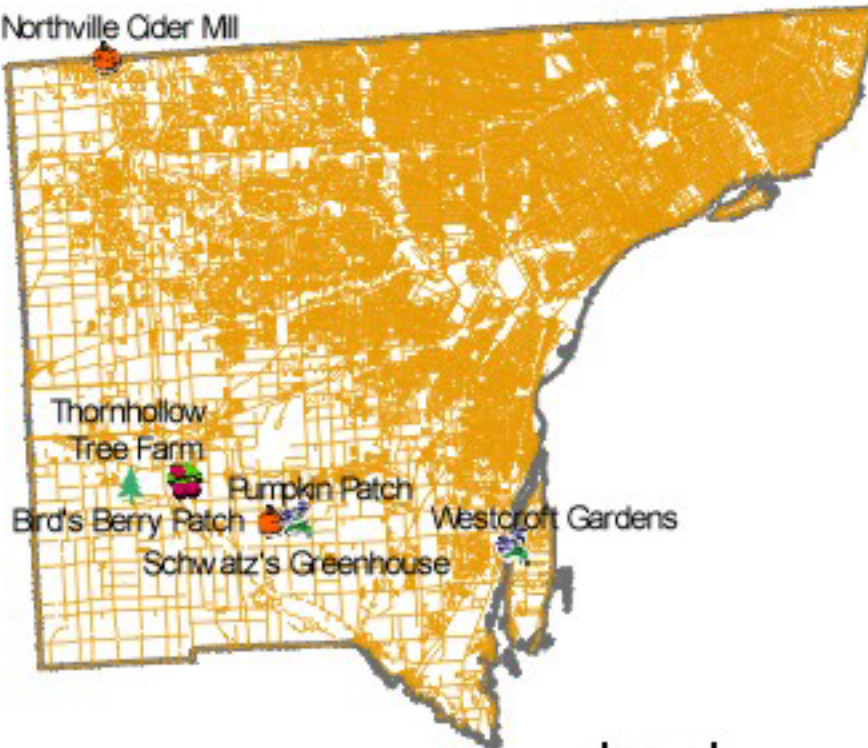 Northville Cider Mill
Thornhollow
Tree Farm
Pumpkin Patch
Bird's Berry Patch
Westcroft Gardens
Schwatz's Greenhouse